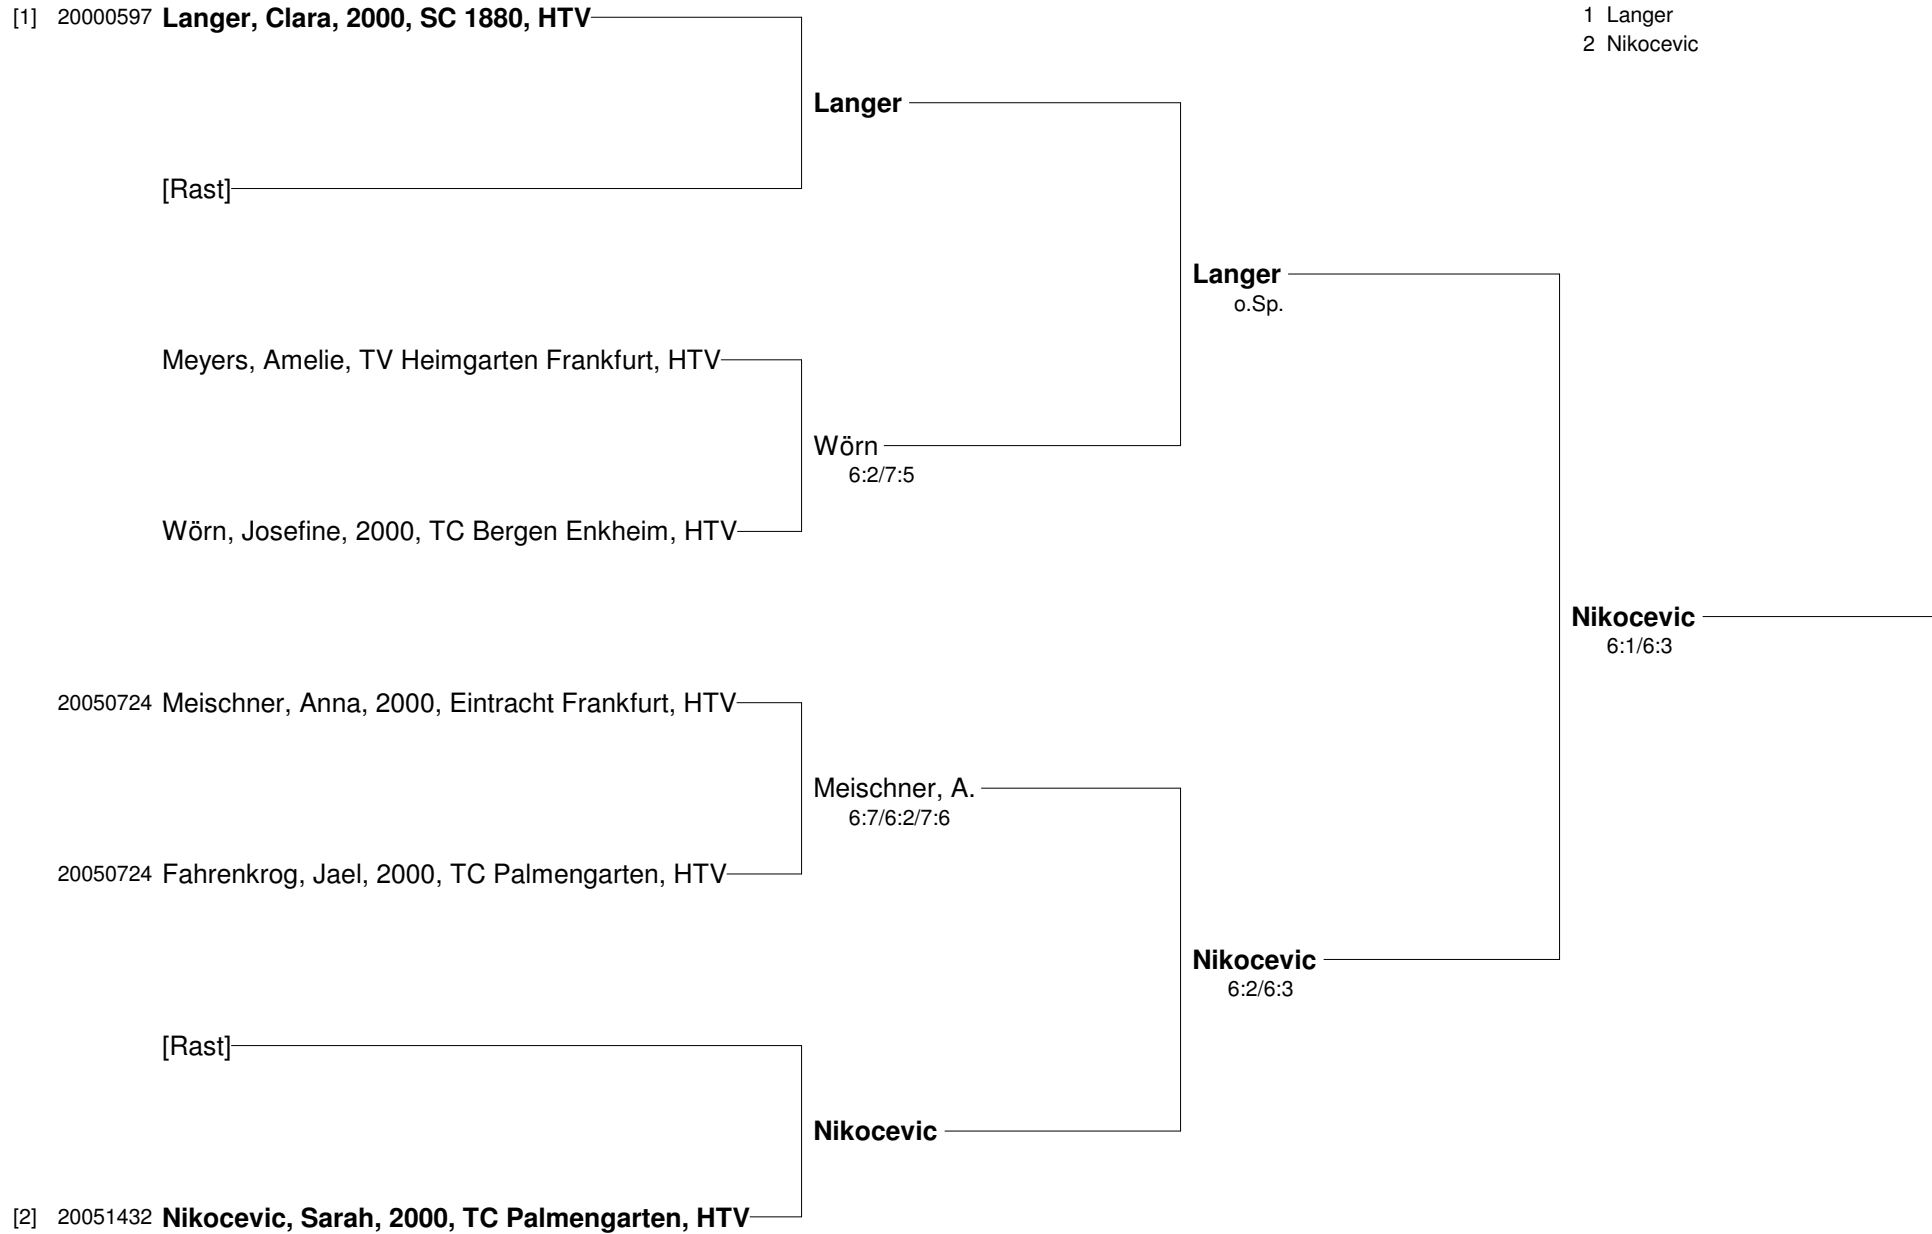 [1] 20000597 Langer, Clara, 2000, SC 1880, HTV
1 Langer
2 Nikocevic
Langer
[Rast]
Langer
o.Sp.
Meyers, Amelie, TV Heimgarten Frankfurt, HTV
Wörn
6:2/7:5
Wörn, Josefine, 2000, TC Bergen Enkheim, HTV
Nikocevic
6:1/6:3
20050724 Meischner, Anna, 2000, Eintracht Frankfurt, HTV
Meischner, A.
6:7/6:2/7:6
20050724 Fahrenkrog, Jael, 2000, TC Palmengarten, HTV
Nikocevic
6:2/6:3
[Rast]
Nikocevic
[2] 20051432 Nikocevic, Sarah, 2000, TC Palmengarten, HTV